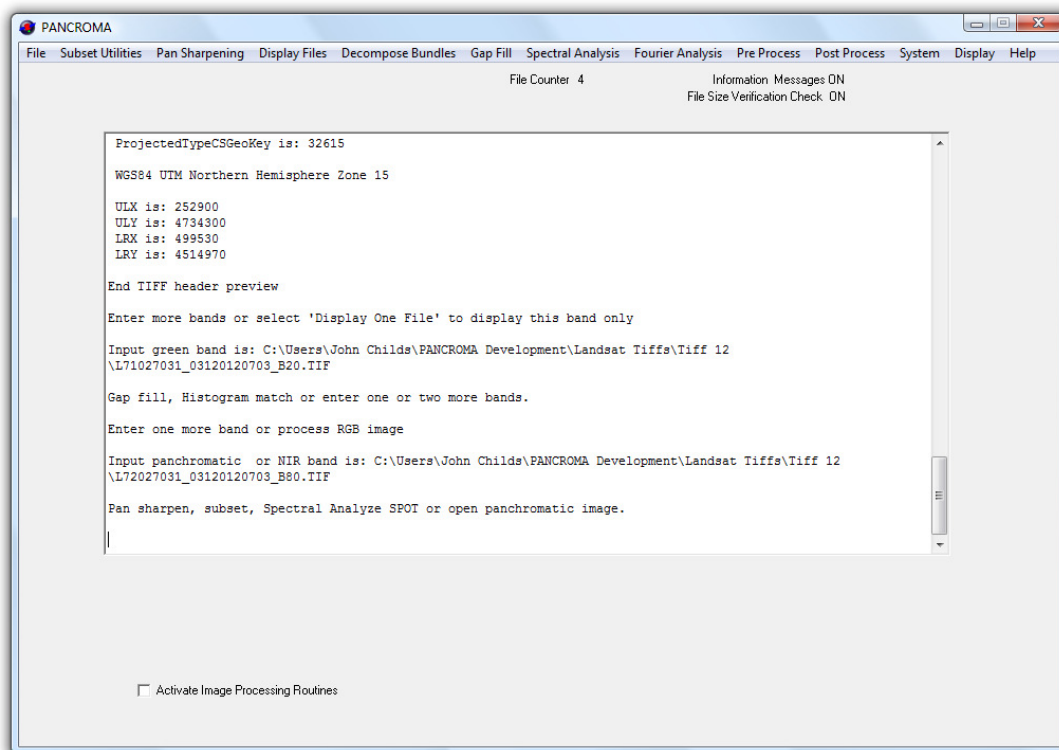 PANCROMA
File Subset Utilities Pan Sharpening Display Files Decompose Bundles Gap Fill Spectral Analysis Fourier Analysis Pre Process Post Process System Display Help
File Counter 4 Information Messages ON
File Size Verification Check ON
ProjectedTypeCSGeoKey is: 32615
WGS84 UTM Northern Hemisphere Zone 15
ULX is: 252900
ULY is: 4734300
LRX is: 499530
LRY is: 4514970
End TIFF header preview
Enter more bands or select 'Display One File' to display this band only
Input green band is: C:\Users\John Childs\PANCROMA Development\Landsat Tiffs\Tiff 12
\L71027031_03120120703_B20.TIF
Gap fill, Histogram match or enter one or two more bands.
Enter one more band or process RGB image
Input panchromatic or NIR band is: C:\Users\John Childs\PANCROMA Development\Landsat Tiffs\Tiff 12
\L72027031_03120120703_B80.TIF
Pan sharpen, subset, Spectral Analyze SPOT or open panchromatic image.
Activate Image Processing Routines